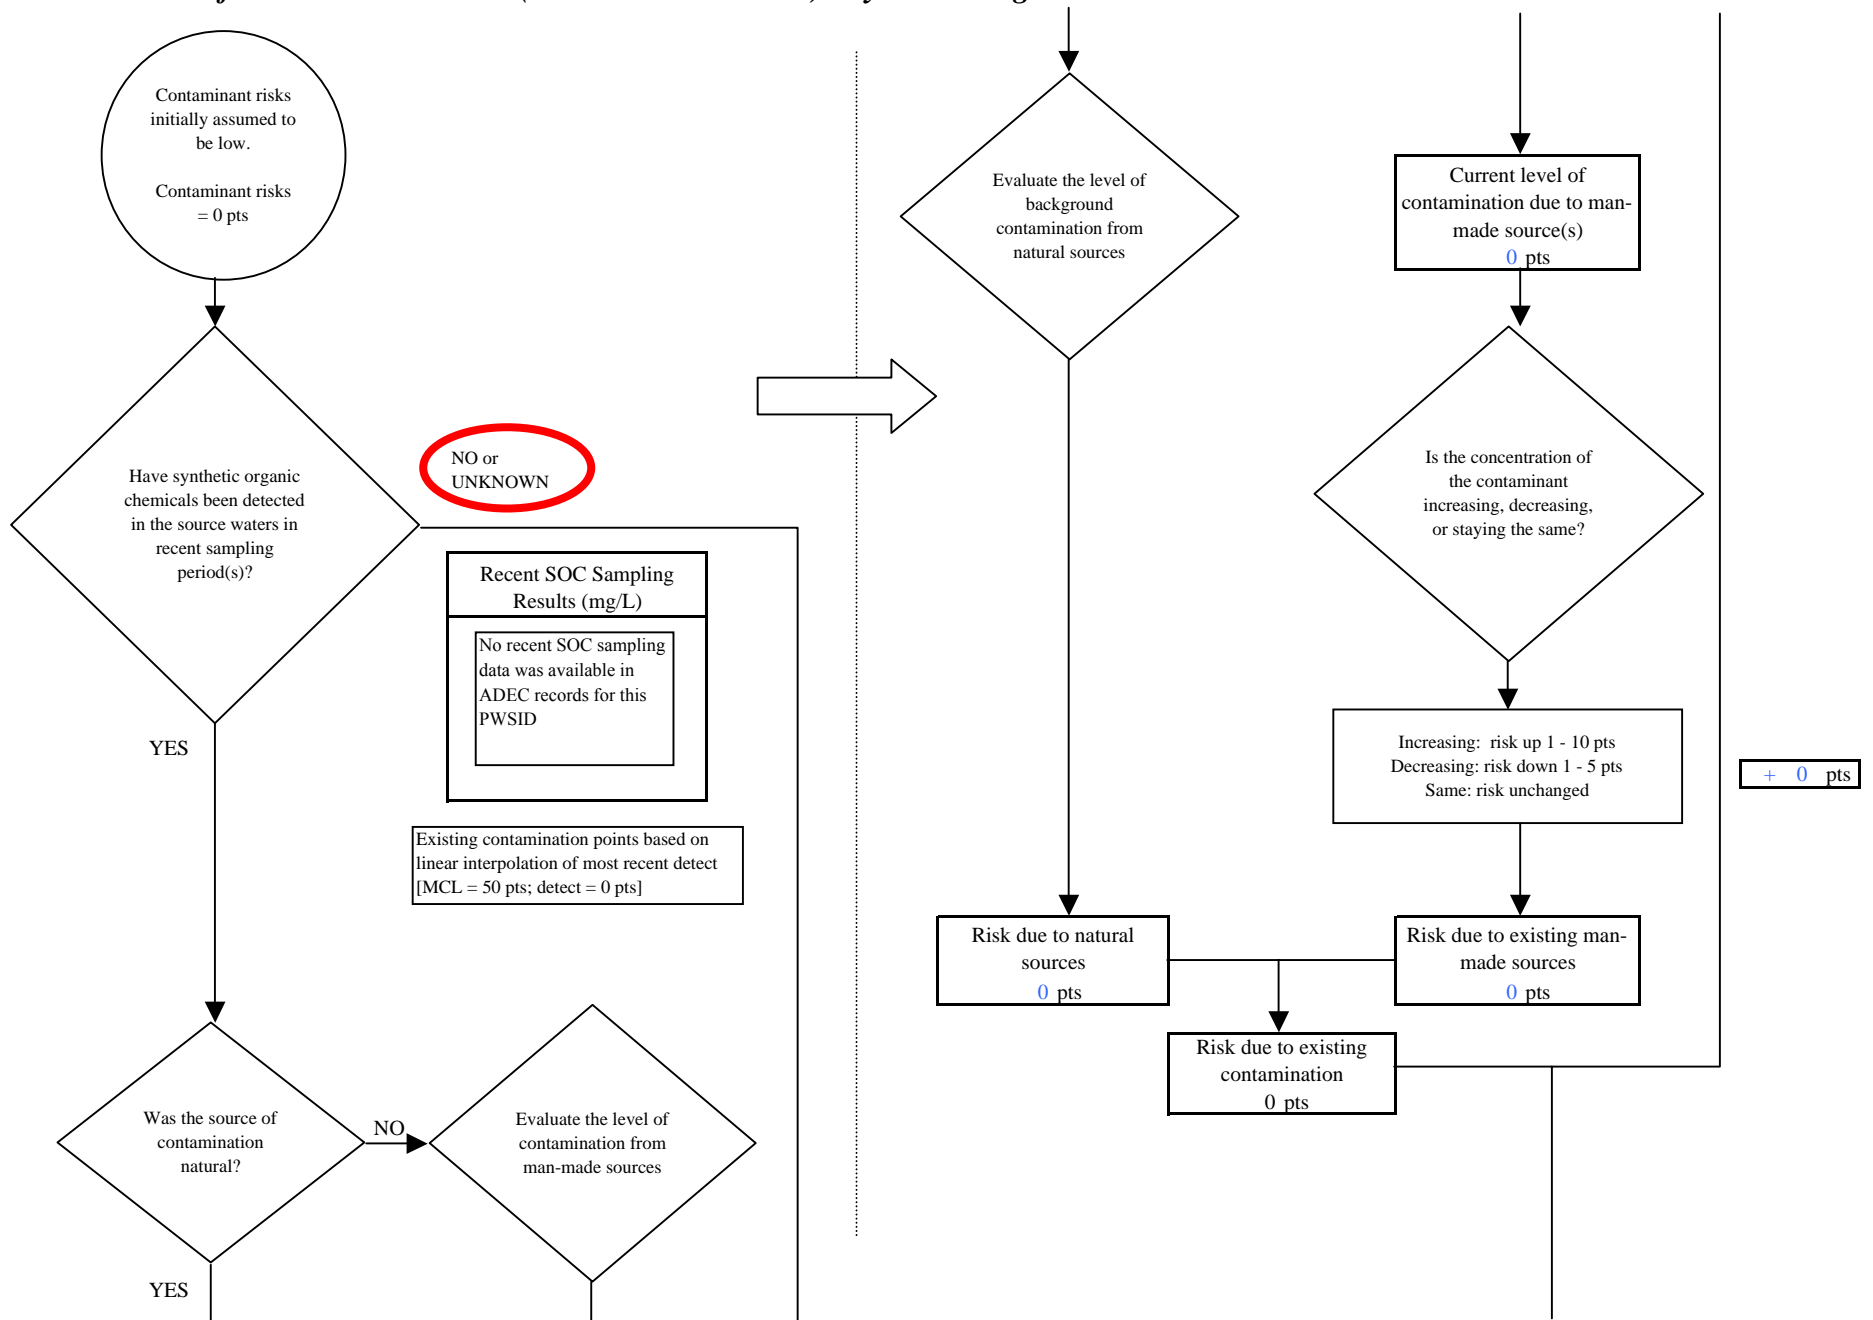 Contaminant risks
initially assumed to
be low.
Contaminant risks
= 0 pts
Have synthetic organic
chemicals been detected
in the source waters in
recent sampling
period(s)?
NO or
UNKNOWN
Recent SOC Sampling
Results (mg/L)
No recent SOC sampling
data was available in
ADEC records for this
PWSID
YES
Existing contamination points based on
linear interpolation of most recent detect
[MCL = 50 pts; detect = 0 pts]
Was the source of
contamination
natural?
NO
Evaluate the level of
contamination from
man-made sources
YES
Evaluate the level of
background
contamination from
natural sources
Current level of
contamination due to man-
made source(s)
0 pts
Is the concentration of
the contaminant
increasing, decreasing,
or staying the same?
Increasing: risk up 1 - 10 pts
Decreasing: risk down 1 - 5 pts
Same: risk unchanged
+ 0 pts
Risk due to natural
sources
0 pts
Risk due to existing man-
made sources
0 pts
Risk due to existing
contamination
0 pts